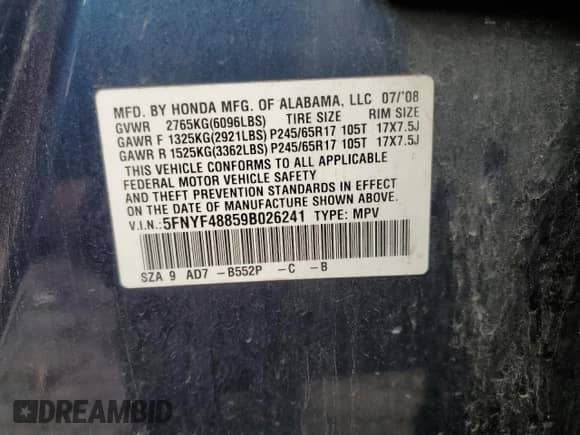 MFD. BY HONDA MFG. OF ALABAMA, LLC 07/'08
GVWR 2765KG(6096LBS) TIRE SIZE RIM SIZE
GAWR F 1325KG(2921LBS) P245/65R17 105T 17X7.5J
GAWR R 1525KG(3362LBS) P245/65R17 105T 17X7.5J
THIS VEHICLE CONFORMS TO ALL APPLICABLE
FEDERAL MOTOR VEHICLE SAFETY
AND THEFT PREVENTION STANDARDS IN EFFECT
ON THE DATE OF MANUFACTURE SHOWN ABOVE.
V.I.N.:5FNYF48859B026241 TYPE: MPV
SZA 9 AD7 -B552P -C -B
DREAMBID